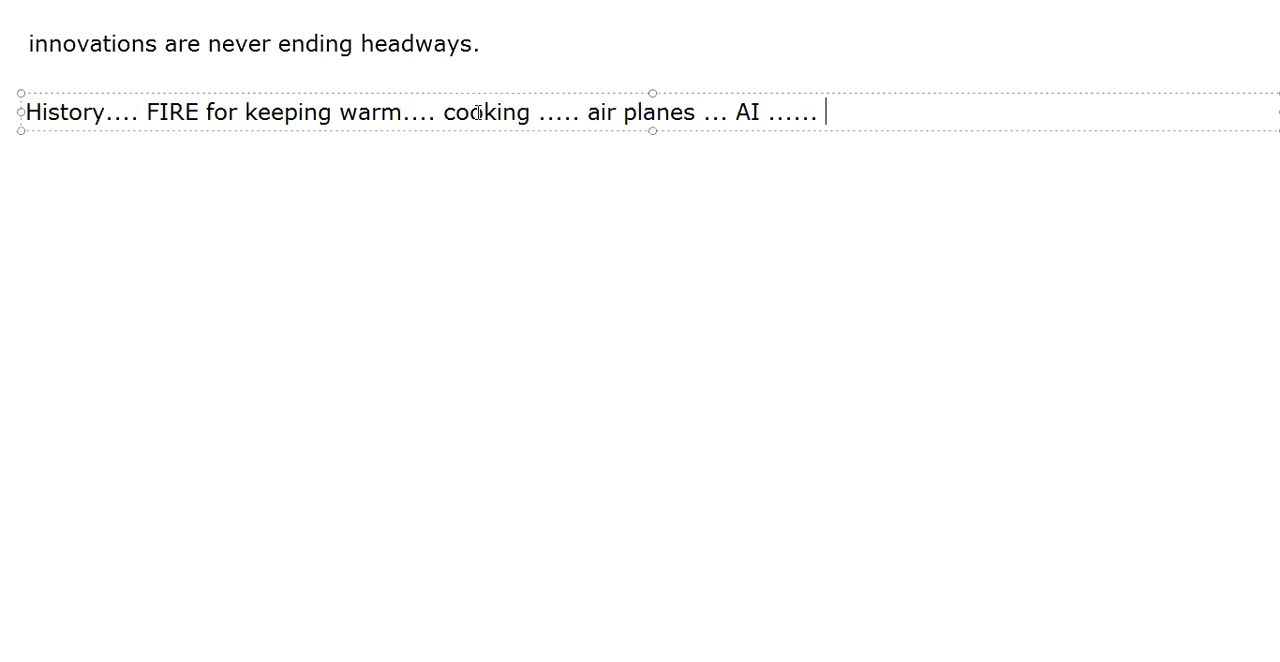 innovations are never ending headways.
History.... FIRE for keeping warm.... cooking ..... air planes ... AI ......